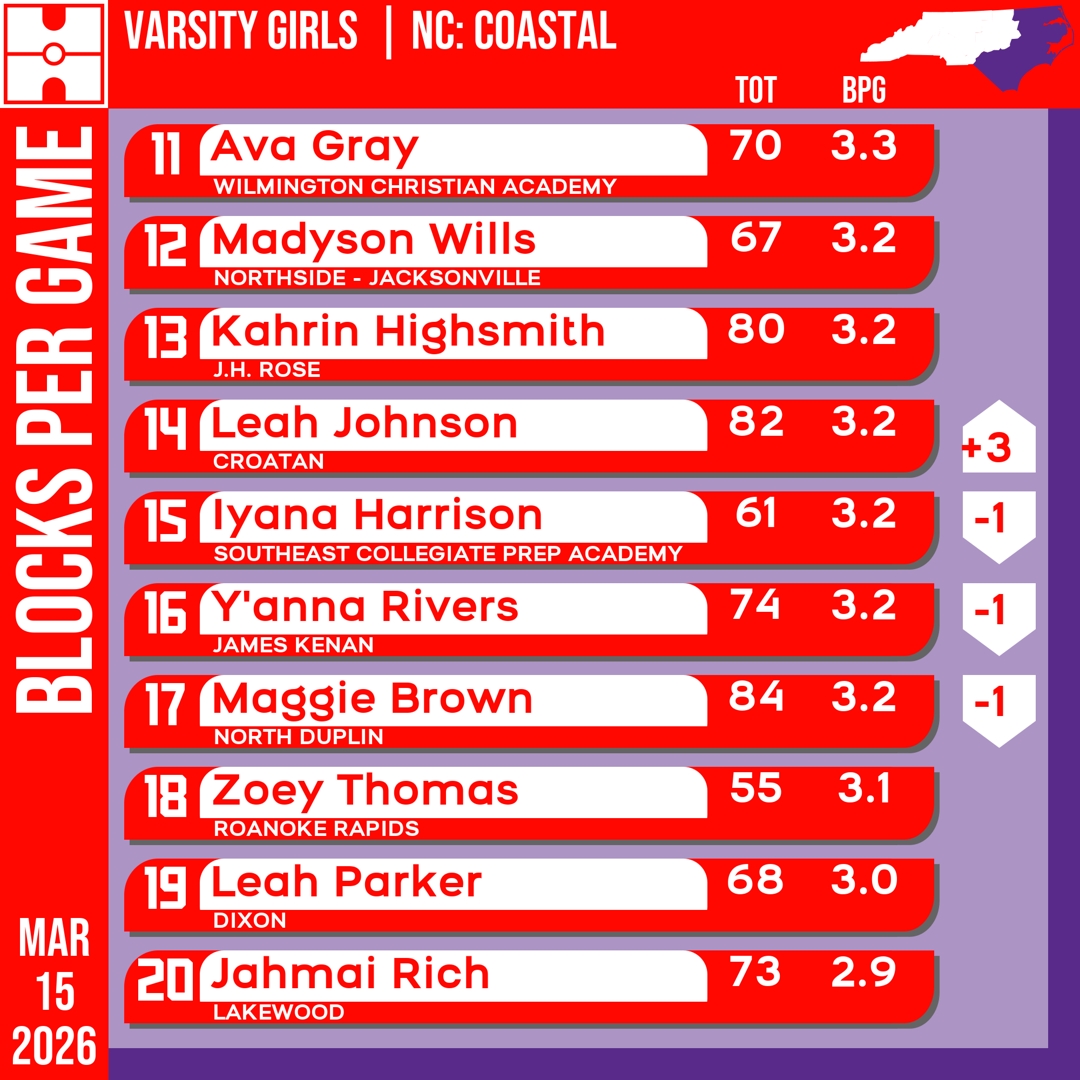 VARSITY GIRLS | NC: COASTAL
TOT BPG
BLOCKS PER GAME
11 Ava Gray 70 3.3
WILMINGTON CHRISTIAN ACADEMY
12 Madyson Wills 67 3.2
NORTHSIDE - JACKSONVILLE
13 Kahrin Highsmith 80 3.2
J.H. ROSE
14 Leah Johnson 82 3.2 +3
CROATAN
15 Iyana Harrison 61 3.2 -1
SOUTHEAST COLLEGIATE PREP ACADEMY
16 Y'anna Rivers 74 3.2 -1
JAMES KENAN
17 Maggie Brown 84 3.2 -1
NORTH DUPLIN
18 Zoey Thomas 55 3.1
ROANOKE RAPIDS
19 Leah Parker 68 3.0
DIXON
20 Jahmai Rich 73 2.9
LAKEWOOD
MAR
15
2026